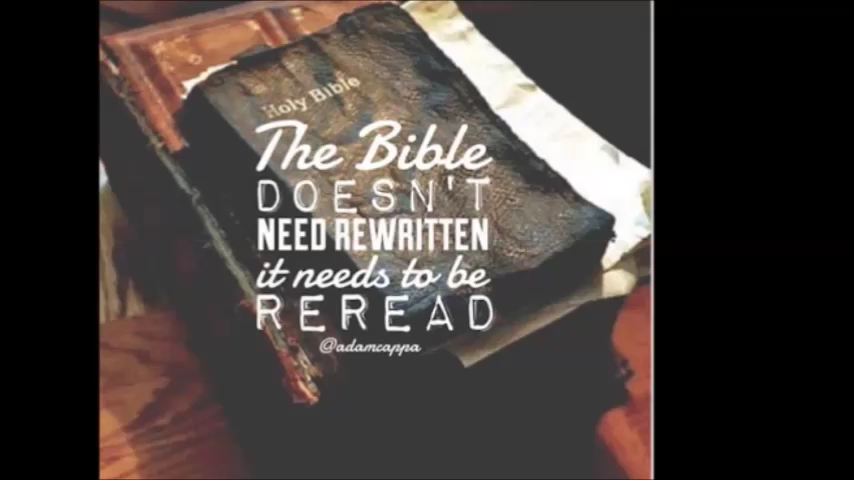 Holy Bible
The Bible
DOESN'T
NEED REWRITTEN
it needs to be
REREAD
@adamcappa